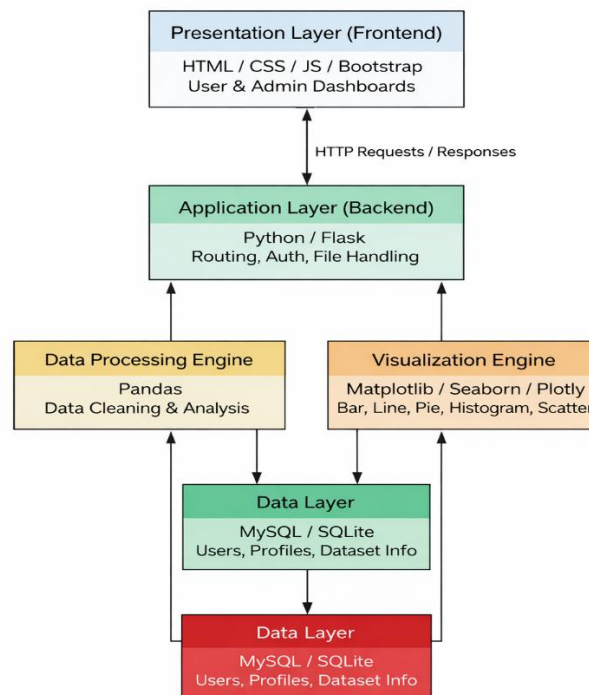 Presentation Layer (Frontend)
HTML / CSS / JS / Bootstrap
User & Admin Dashboards
HTTP Requests / Responses
Application Layer (Backend)
Python / Flask
Routing, Auth, File Handling
Data Processing Engine
Pandas
Data Cleaning & Analysis
Visualization Engine
Matplotlib / Seaborn / Plotly
Bar, Line, Pie, Histogram, Scatter
Data Layer
MySQL / SQLite
Users, Profiles, Dataset Info
Data Layer
MySQL / SQLite
Users, Profiles, Dataset Info